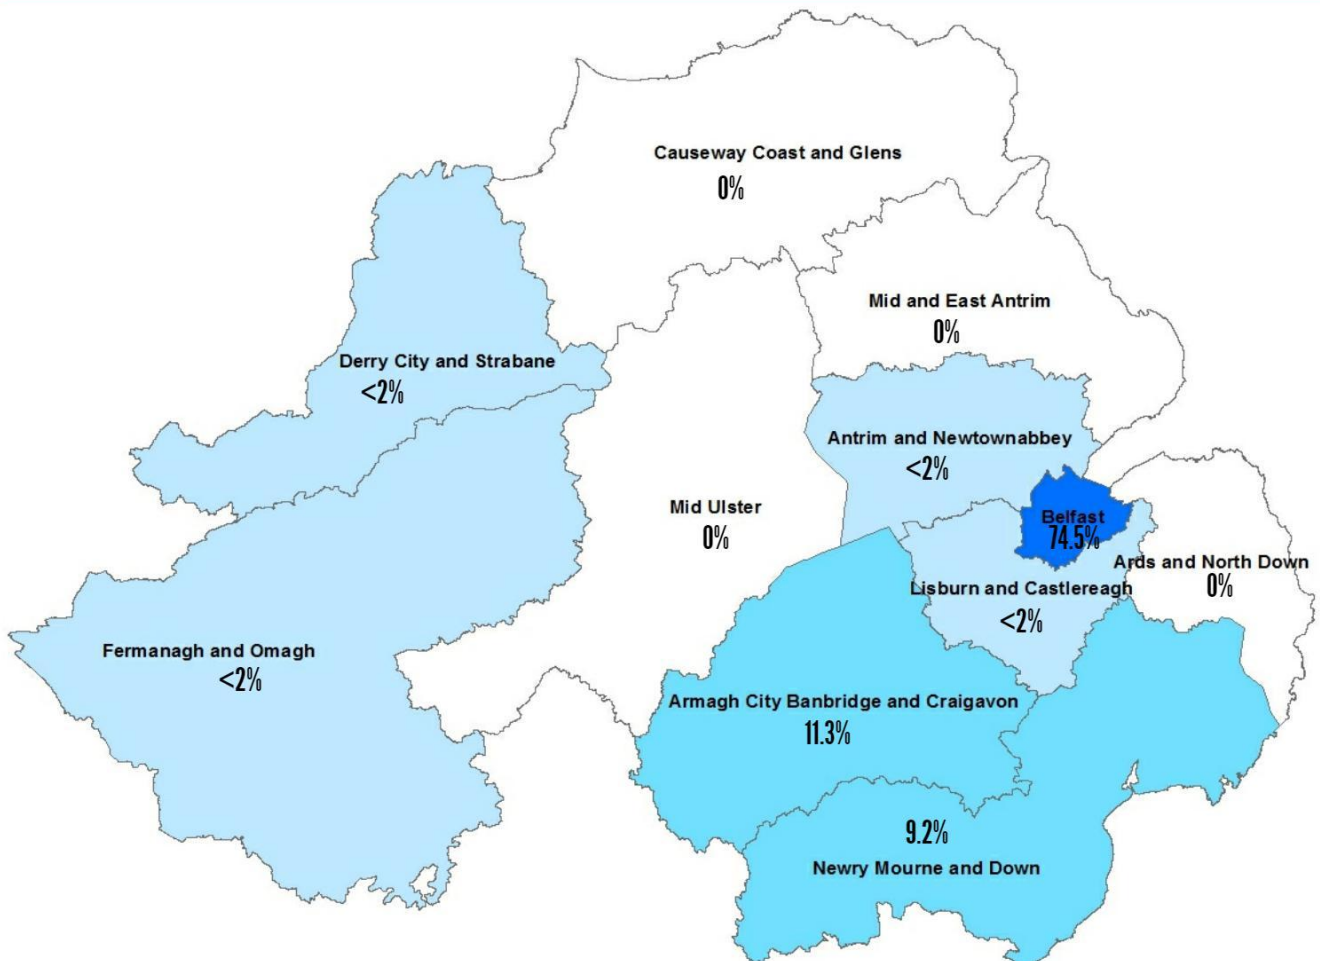 Causeway Coast and Glens
0%
Mid and East Antrim
0%
Derry City and Strabane
<2%
Antrim and Newtownabbey
<2%
Mid Ulster
0%
Belfast
74.5%
Ards and North Down
0%
Lisburn and Castlereagh
<2%
Fermanagh and Omagh
<2%
Armagh City Banbridge and Craigavon
11.3%
9.2%
Newry Mourne and Down